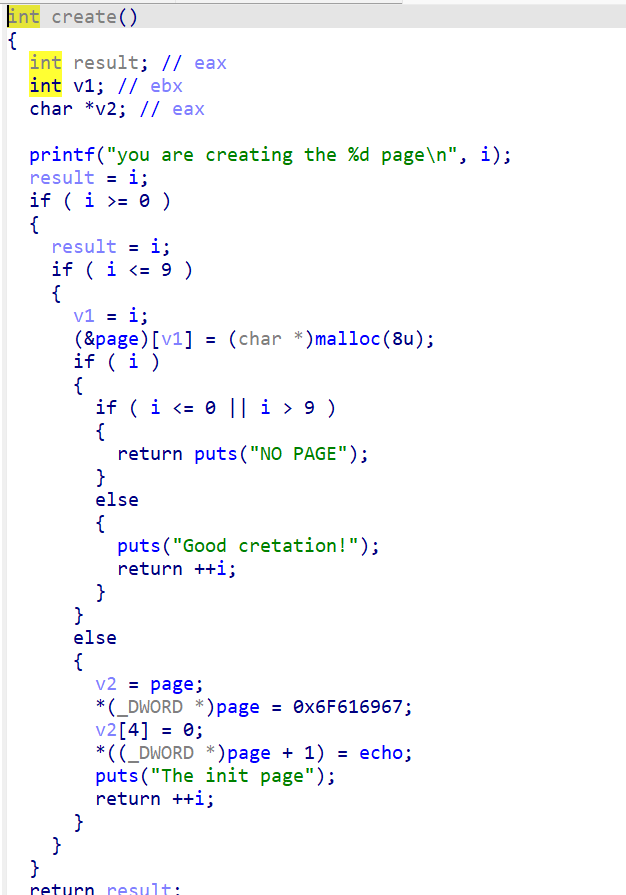 int create()
{
  int result; // eax
  int v1; // ebx
  char *v2; // eax

  printf("you are creating the %d page\n", i);
  result = i;
  if ( i >= 0 )
  {
    result = i;
    if ( i <= 9 )
    {
      v1 = i;
      (&page)[v1] = (char *)malloc(8u);
      if ( i )
      {
        if ( i <= 0 || i > 9 )
        {
          return puts("NO PAGE");
        }
        else
        {
          puts("Good cretation!");
          return ++i;
        }
      }
      else
      {
        v2 = page;
        *(_DWORD *)page = 0x6F616967;
        v2[4] = 0;
        *((_DWORD *)page + 1) = echo;
        puts("The init page");
        return ++i;
      }
    }
  }
  return result;